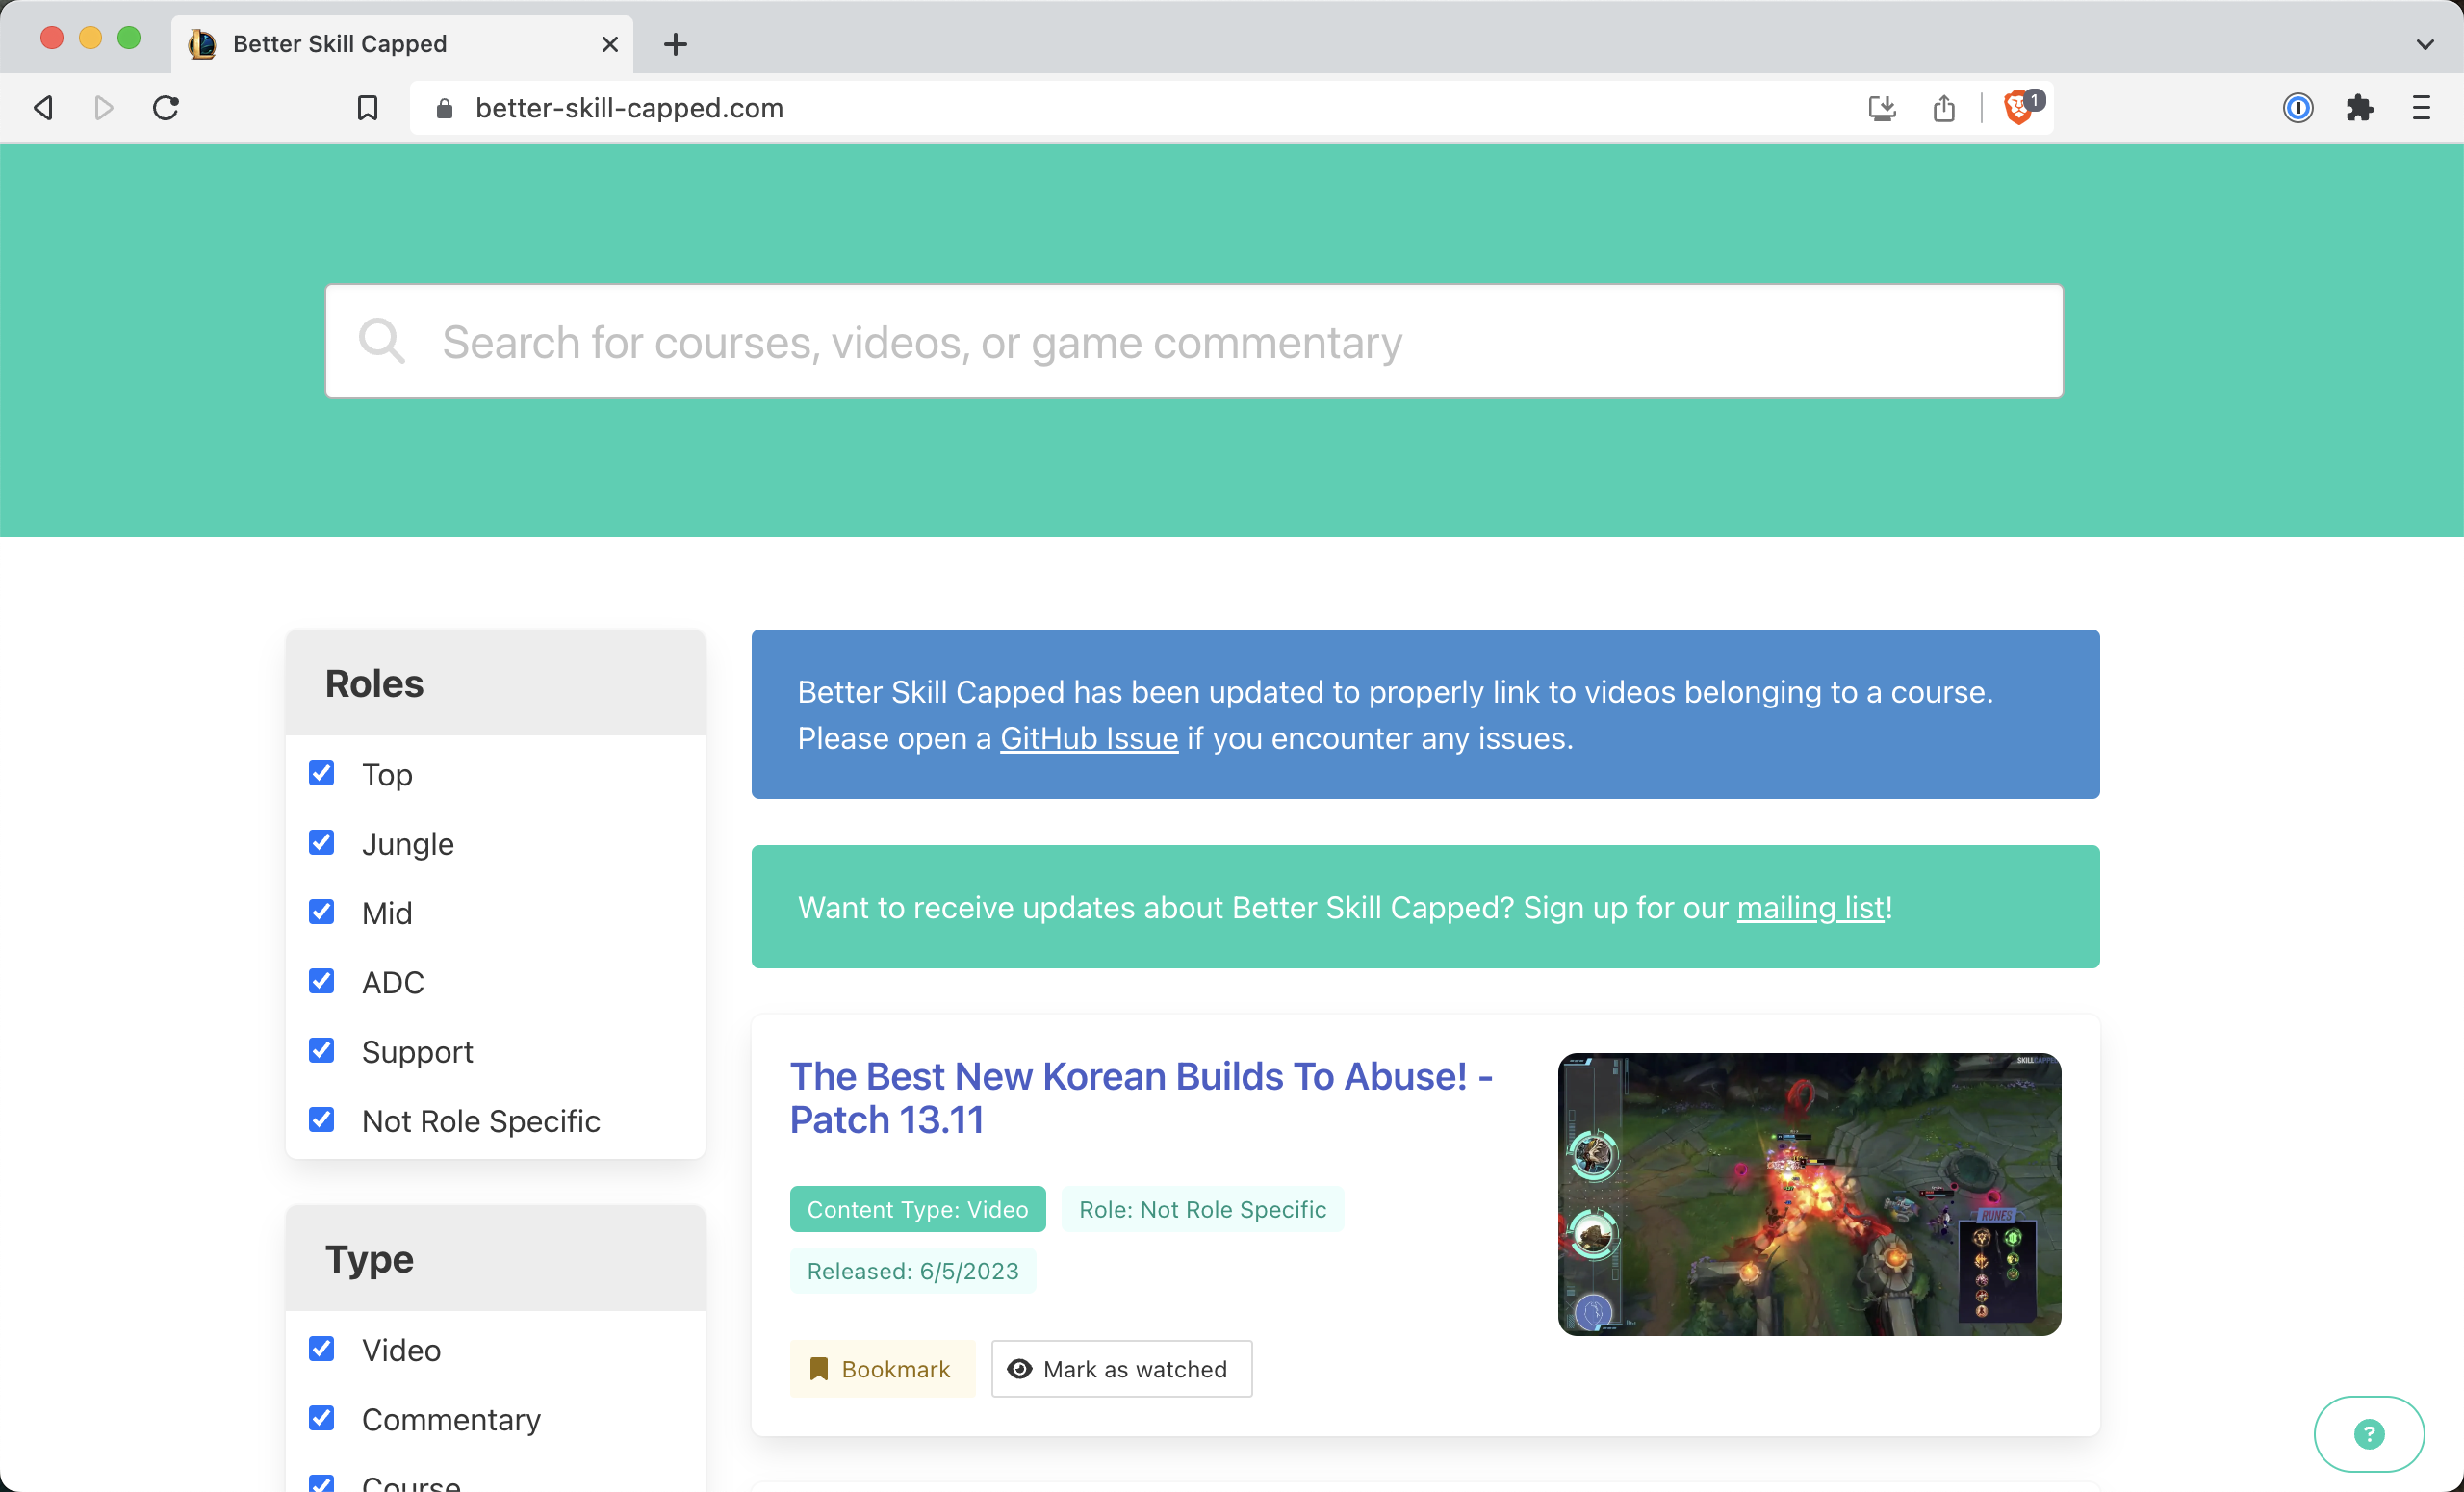 Better Skill Capped
better-skill-capped.com
1
Search for courses, videos, or game commentary
Roles
Top
Jungle
Mid
ADC
Support
Not Role Specific
Type
Video
Commentary
Course
Better Skill Capped has been updated to properly link to videos belonging to a course.
Please open a GitHub Issue if you encounter any issues.
Want to receive updates about Better Skill Capped? Sign up for our mailing list!
The Best New Korean Builds To Abuse! -
Patch 13.11
Content Type: Video
Role: Not Role Specific
Released: 6/5/2023
Bookmark
Mark as watched
SKILL CAPPED
RUNES
?